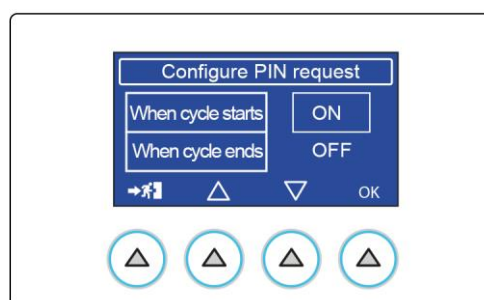 Configure PIN request
When cycle starts ON
When cycle ends OFF
OK